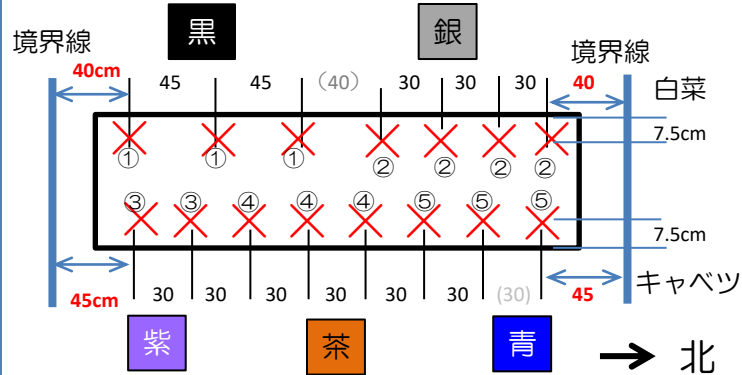 黒 銀
境界線 境界線
40cm 45 45 （40） 30 30 30 40 白菜
7.5cm
① ① ① ② ② ② ②
③ ③ ④ ④ ④ ⑤ ⑤ ⑤
7.5cm
45cm 30 30 30 30 30 30 (30) 45 キャベツ
紫 茶 青 北